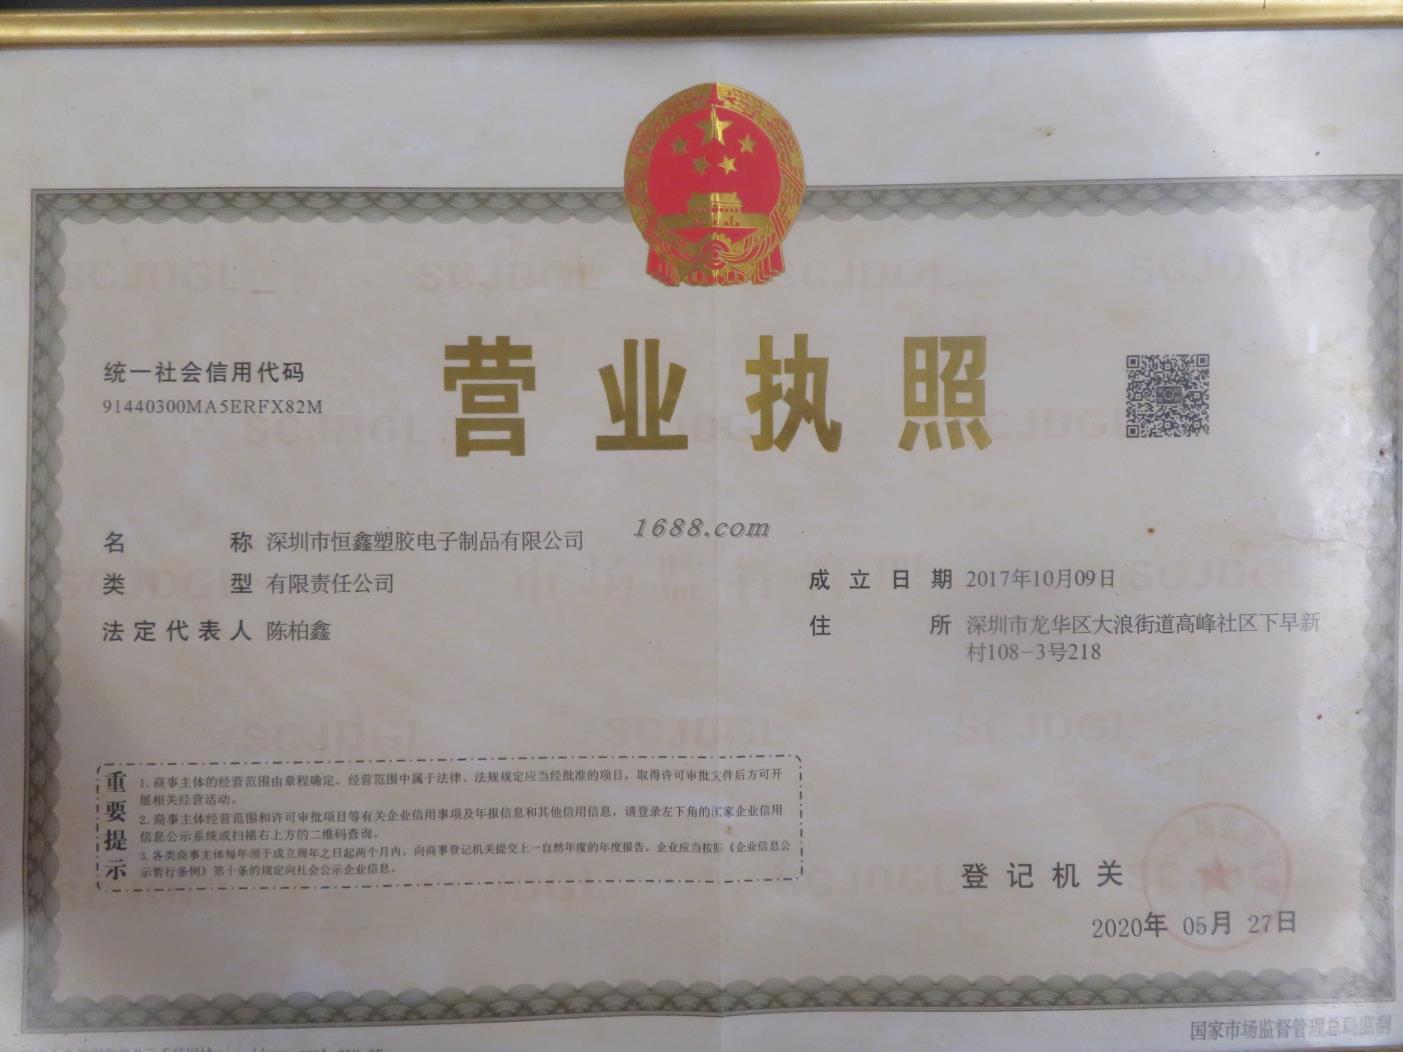 SCJDGL
SCJDGL
SCJDGL
SCJDGL
营业执照
统一社会信用代码
91440300MA5ERFX82M
SCJDGL
1688.com
名 称 深圳市恒鑫塑胶电子制品有限公司
类 型 有限责任公司
法定代表人 陈柏鑫
成立日期 2017年10月09日
住 所 深圳市龙华区大浪街道高峰社区下早新
村108-3号218
市场监督管理
SCJDGL
SCJDGL
SCJDGL
重要提示
1.商事主体的经营范围由章程确定。经营范围中属于法律、法规规定应当经批准的项目，取得许可审批文件后方可开
展相关经营活动。
2.商事主体经营范围和许可审批项目等有关企业信用事项及年报信息和其他信用信息，请登录左下角的国家企业信用
信息公示系统或扫描右上方的二维码查询。
3.各类商事主体每年须于成立周年之日起两个月内，向商事登记机关提交上一自然年度的年度报告。企业应当按照《企业信息公
示暂行条例》第十条的规定向社会公示企业信息。
登记机关
2020年 05月 27日
国家市场监督管理总局监制